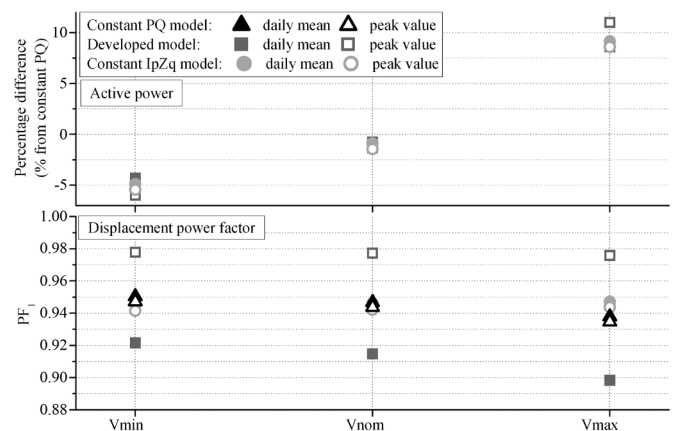 Constant PQ model: daily mean peak value
Developed model: daily mean peak value
Constant IpZq model: daily mean peak value
Active power
Percentage difference
(% from constant PQ)
10
5
0
-5
Displacement power factor
PF1
1.00
0.98
0.96
0.94
0.92
0.90
0.88
Vmin Vnom Vmax